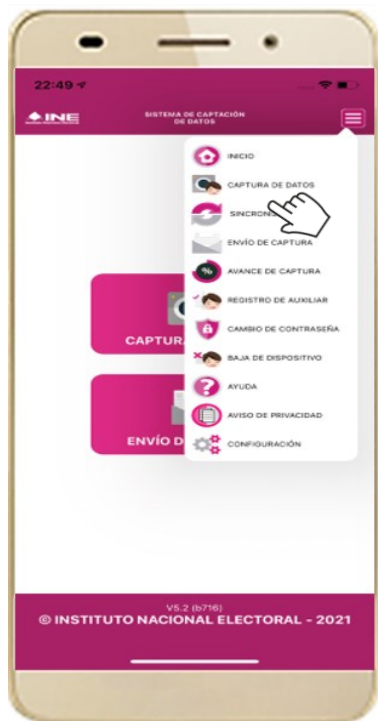 22:49
INE
SISTEMA DE CAPTACIÓN
DE DATOS
INICIO
CAPTURA DE DATOS
ENVÍO DE CAPTURA
%
AVANCE DE CAPTURA
REGISTRO DE AUXILIAR
CAMBIO DE CONTRASEÑA
BAJA DE DISPOSITIVO
?
AYUDA
AVISO DE PRIVACIDAD
CONFIGURACIÓN
ENVÍO D
V5.2 (b716)
© INSTITUTO NACIONAL ELECTORAL - 2021